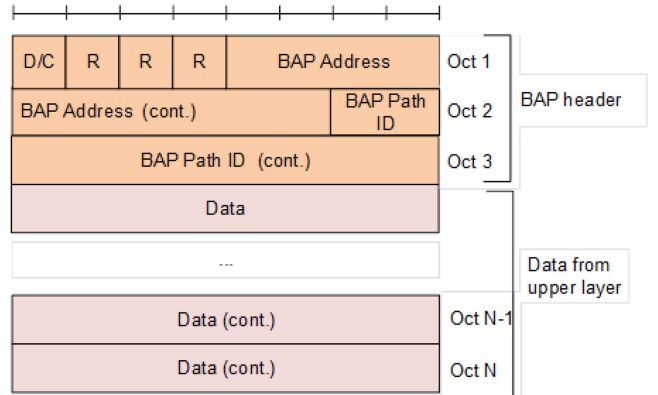 D/C R R R BAP Address Oct 1
BAP Address (cont.) BAP Path ID Oct 2
BAP header
BAP Path ID (cont.) Oct 3
Data
...
Data from
upper layer
Data (cont.) Oct N-1
Data (cont.) Oct N